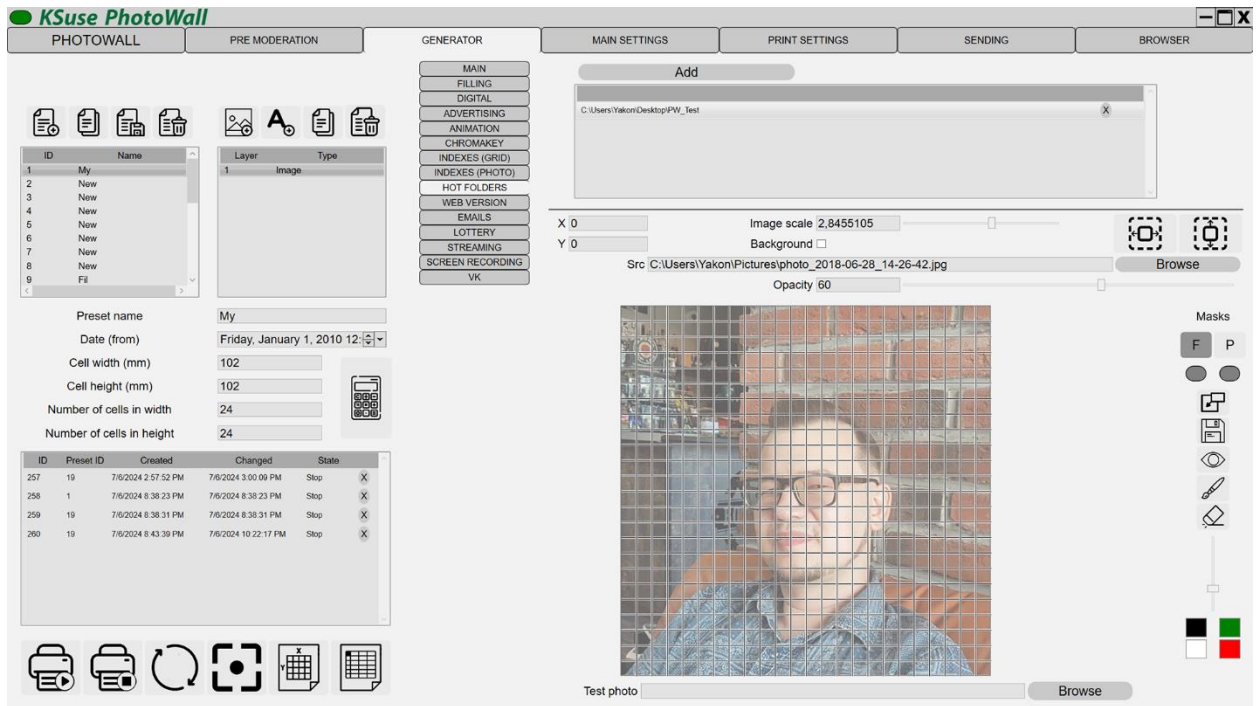 KSuse PhotoWall
PHOTOWALL PRE MODERATION GENERATOR MAIN SETTINGS PRINT SETTINGS SENDING BROWSER
MAIN
FILLING
DIGITAL
ADVERTISING
ANIMATION
CHROMAKEY
INDEXES (GRID)
INDEXES (PHOTO)
HOT FOLDERS
WEB VERSION
EMAILS
LOTTERY
STREAMING
SCREEN RECORDING
VK
Add
C:\Users\Yakon\Desktop\PW_Test X
ID Name
1 My
2 New
3 New
4 New
5 New
6 New
7 New
8 New
9 Fil
Layer Type
1 Image
X 0
Y 0
Image scale 2,8455105
Background
Src C:\Users\Yakon\Pictures\photo_2018-06-28_14-26-42.jpg Browse
Opacity 60
Preset name My
Date (from) Friday, January 1, 2010 12:
Cell width (mm) 102
Cell height (mm) 102
Number of cells in width 24
Number of cells in height 24
ID Preset ID Created Changed State
257 19 7/6/2024 2:57:52 PM 7/6/2024 3:00:09 PM Stop X
258 1 7/6/2024 8:38:23 PM 7/6/2024 8:38:23 PM Stop X
259 19 7/6/2024 8:38:31 PM 7/6/2024 8:38:31 PM Stop X
260 19 7/6/2024 8:43:39 PM 7/6/2024 10:22:17 PM Stop X
Masks
F P
X
Y
Test photo Browse